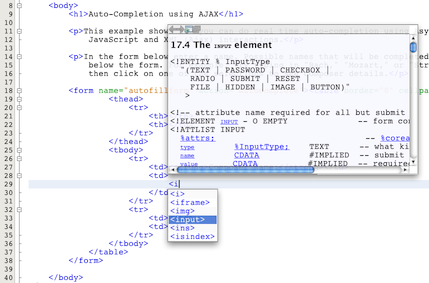 8 <body>
9 <h1>Auto-Completion using AJAX</h1>
10
11 <p>This example show
12 JavaScript and X
13
14 <p>In the form below
15 below the form.
16 then click on one
17
18 <form name="autofill
19 <thead>
20 <tr>
21 <th>
22 <th>
23 </tr>
24 </thead>
25 <tbody>
26 <tr>
27 <td>
28 <td>
29 <i
30 </td>
31 </tr>
32 <tr>
33 <td>
34 <td>
35 </tr>
36 </tbody>
37 </table>
38 </form>
39
40 </body>
17.4 The INPUT element
<!ENTITY % InputType
"(TEXT | PASSWORD | CHECKBOX |
RADIO | SUBMIT | RESET |
FILE | HIDDEN | IMAGE | BUTTON)"
>
<!-- attribute name required for all but submit
<!ELEMENT INPUT - O EMPTY -- form con
<!ATTLIST INPUT
%attrs; -- %corea
type %InputType; TEXT -- what ki
name CDATA #IMPLIED -- submit
value CDATA #IMPLIED -- require
<i>
<iframe>
<img>
<input>
<ins>
<isindex>